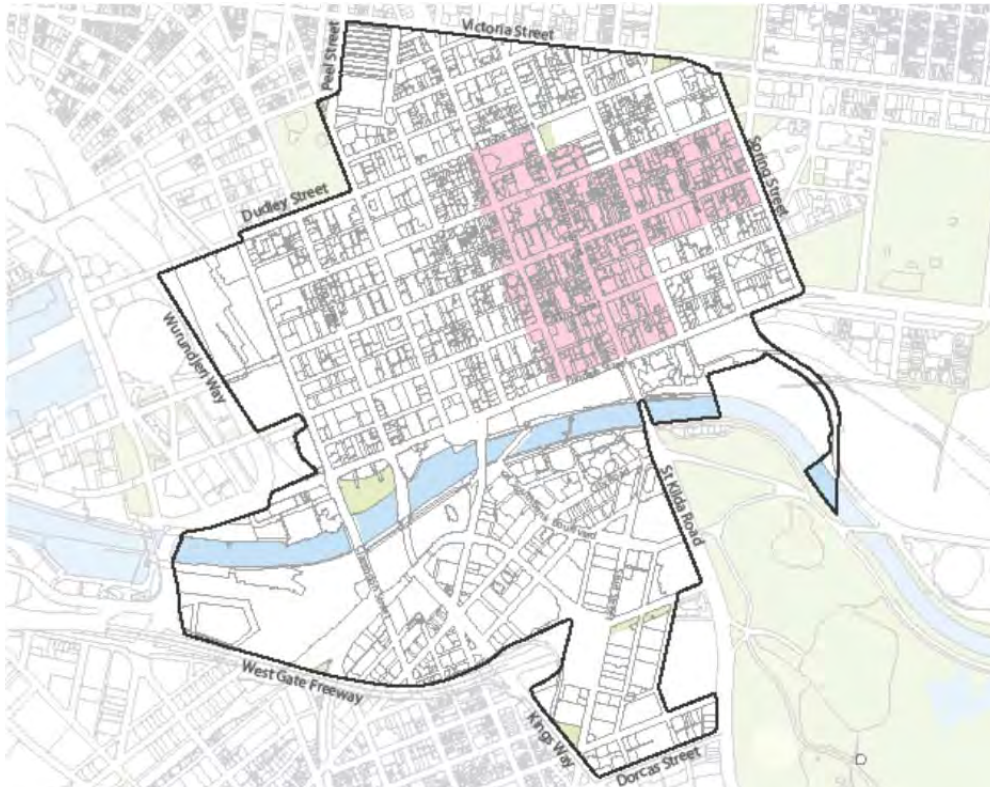 Victoria Street
Peel Street
Spring Street
Dudley Street
Wurundjeri Way
St Kilda Road
West Gate Freeway
Kings Way
Dorcas Street